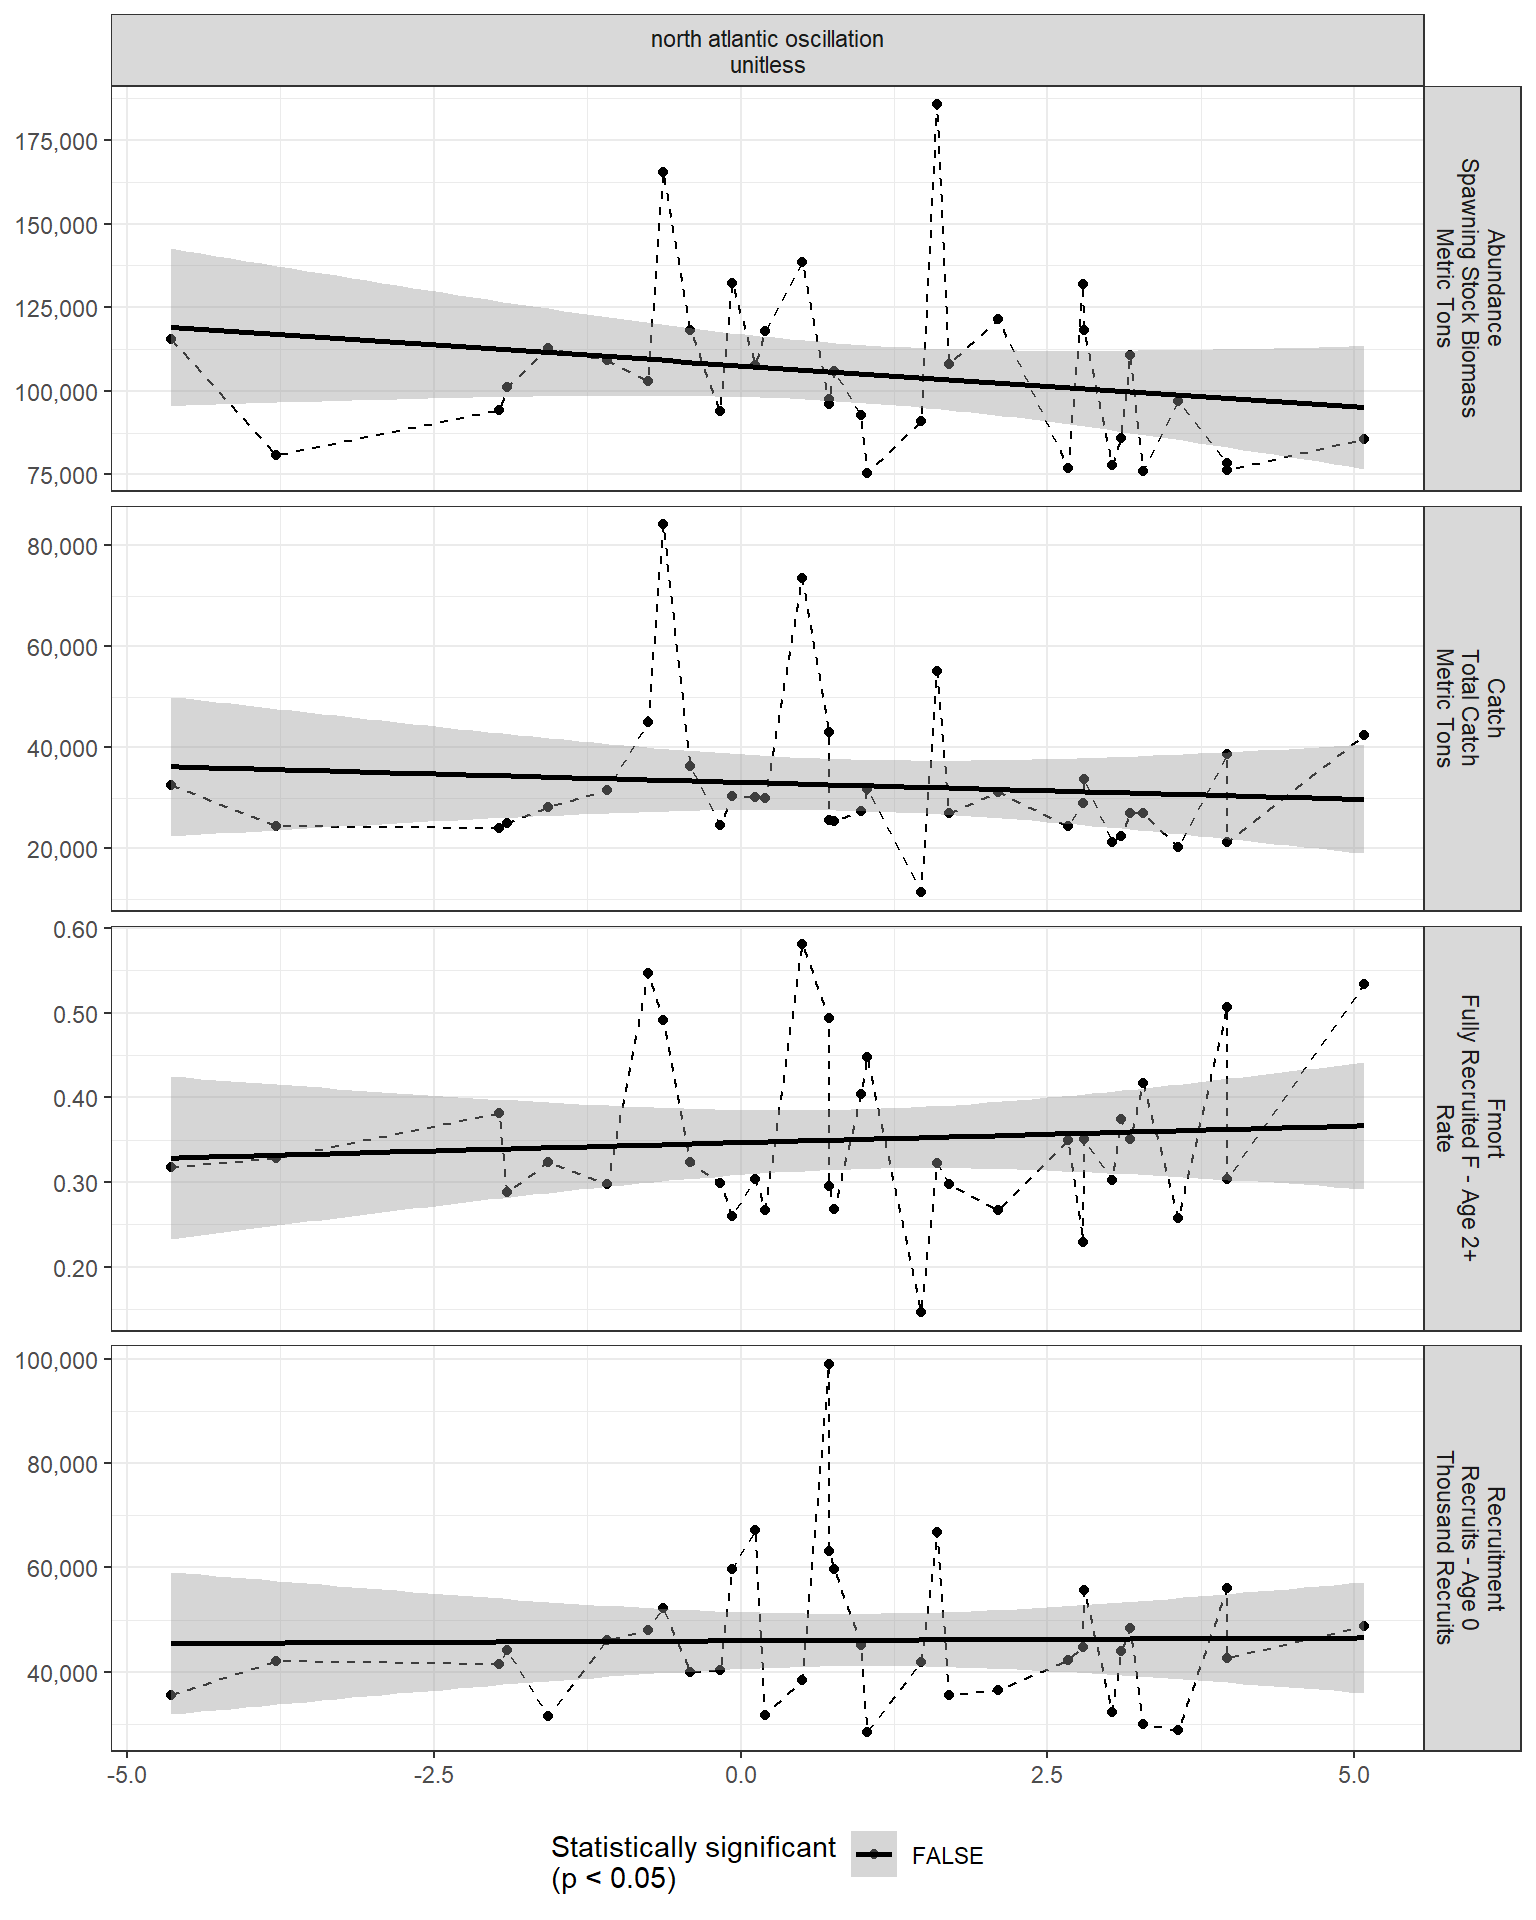 north atlantic oscillation
unitless
175,000
150,000
125,000
100,000
75,000
Abundance
Spawning Stock Biomass
Metric Tons
80,000
60,000
40,000
20,000
Catch
Total Catch
Metric Tons
0.60
0.50
0.40
0.30
0.20
Fmort
Fully Recruited F - Age 2+
Rate
100,000
80,000
60,000
40,000
Recruitment
Recruits - Age 0
Thousand Recruits
-5.0
-2.5
0.0
2.5
5.0
Statistically significant
(p < 0.05)
FALSE